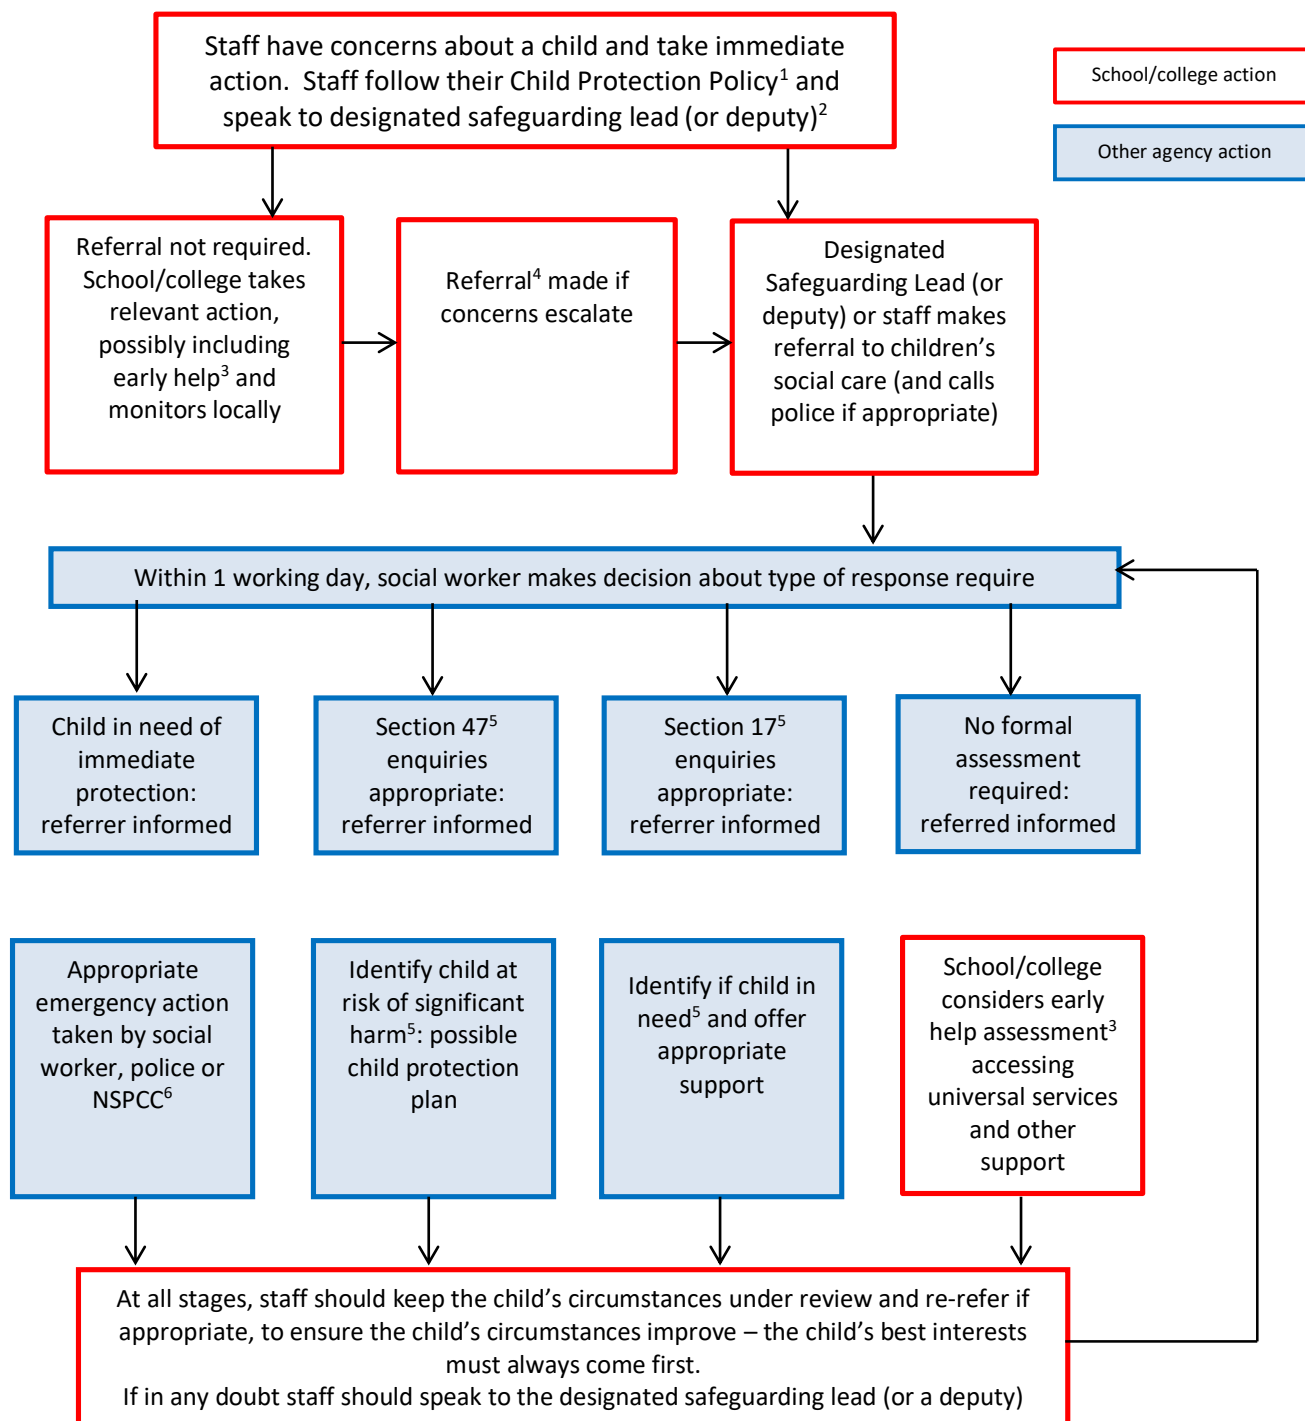 Staff have concerns about a child and take immediate
action.  Staff follow their Child Protection Policy¹ and
speak to designated safeguarding lead (or deputy)²
School/college action
Other agency action
Referral not required.
School/college takes
relevant action,
possibly including
early help³ and
monitors locally
Referral⁴ made if
concerns escalate
Designated
Safeguarding Lead (or
deputy) or staff makes
referral to children’s
social care (and calls
police if appropriate)
Within 1 working day, social worker makes decision about type of response require
Child in need of
immediate
protection:
referrer informed
Section 47⁵
enquiries
appropriate:
referrer informed
Section 17⁵
enquiries
appropriate:
referrer informed
No formal
assessment
required:
referred informed
Appropriate
emergency action
taken by social
worker, police or
NSPCC⁶
Identify child at
risk of significant
harm⁵: possible
child protection
plan
Identify if child in
need⁵ and offer
appropriate
support
School/college
considers early
help assessment³
accessing
universal services
and other
support
At all stages, staff should keep the child’s circumstances under review and re-refer if
appropriate, to ensure the child’s circumstances improve – the child’s best interests
must always come first.
If in any doubt staff should speak to the designated safeguarding lead (or a deputy)